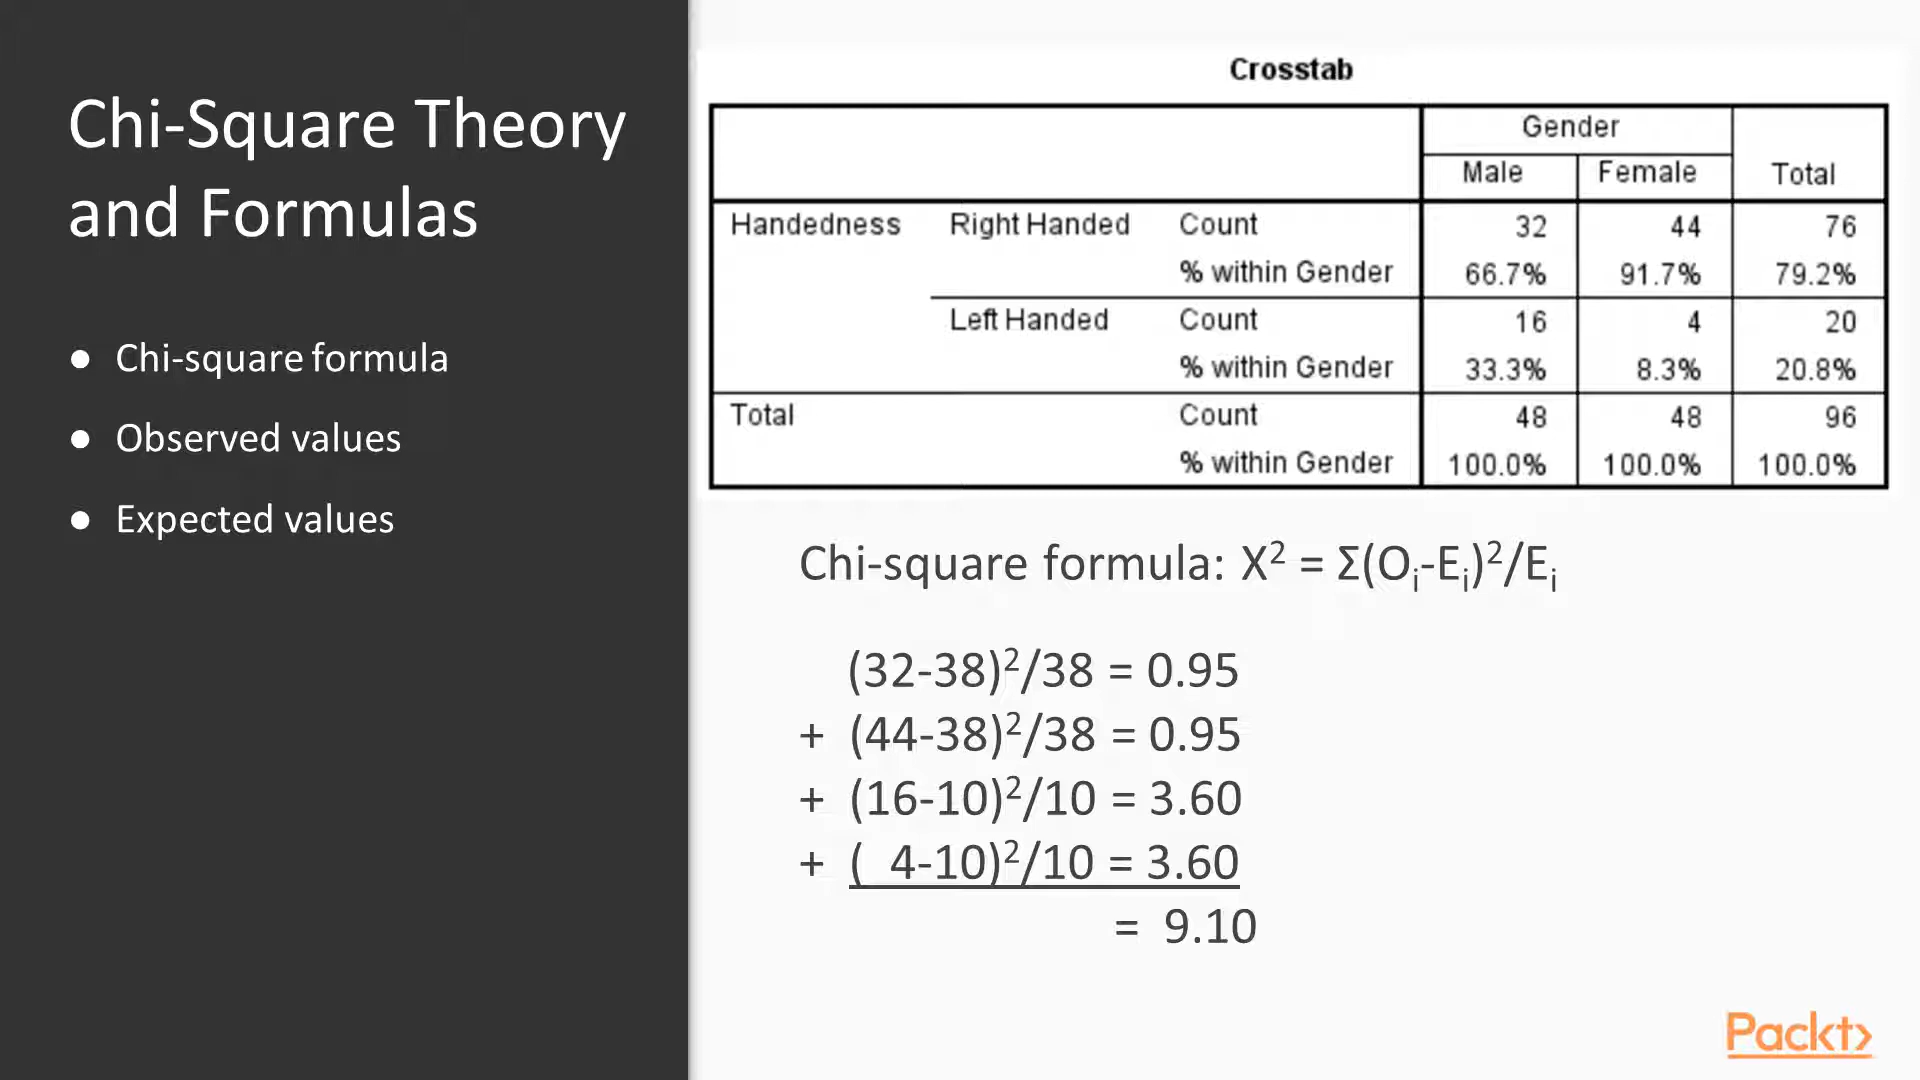 Chi-Square Theory
and Formulas
● Chi-square formula
● Observed values
● Expected values
Crosstab
Gender
Male Female Total
Handedness Right Handed Count 32 44 76
% within Gender 66.7% 91.7% 79.2%
Left Handed Count 16 4 20
% within Gender 33.3% 8.3% 20.8%
Total Count 48 48 96
% within Gender 100.0% 100.0% 100.0%
Chi-square formula: X² = Σ(Oᵢ-Eᵢ)²/Eᵢ
(32-38)²/38 = 0.95
+ (44-38)²/38 = 0.95
+ (16-10)²/10 = 3.60
+ ( 4-10)²/10 = 3.60
= 9.10
Packt>